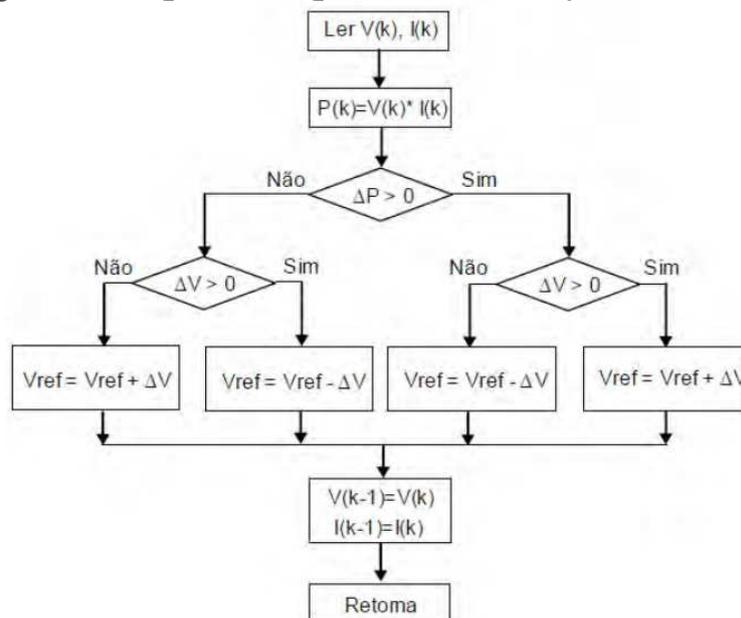 Ler V(k), I(k)
P(k)=V(k)* I(k)
Não
Sim
ΔP > 0
Não
Sim
Não
Sim
ΔV > 0
ΔV > 0
Vref = Vref + ΔV
Vref = Vref - ΔV
Vref = Vref - ΔV
Vref = Vref + ΔV
V(k-1)=V(k)
I(k-1)=I(k)
Retorna